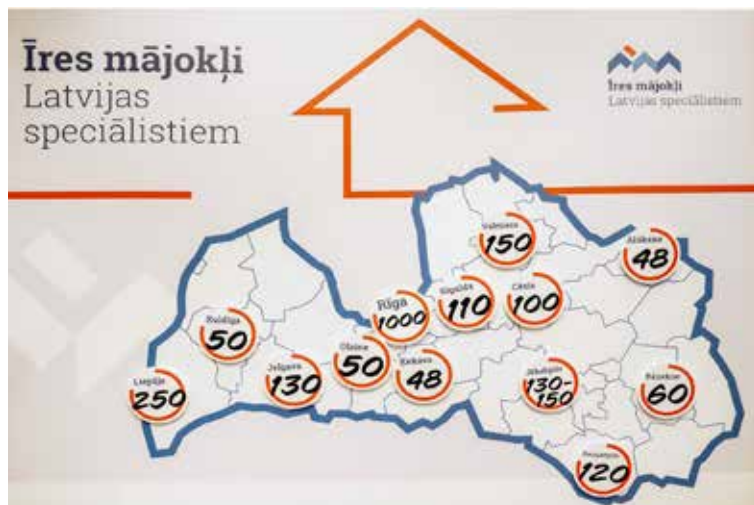 Īres mājokļi
Latvijas
speciālistiem
Īres mājokļi
Latvijas speciālistiem
Valmiera
150
Alūksne
48
Sigulda
110
Cēsis
100
Rīga
1000
Kuldīga
50
Olaine
50
Ķekava
48
Jelgava
130
Liepāja
250
Jēkabpils
130-
150
Rēzekne
60
120